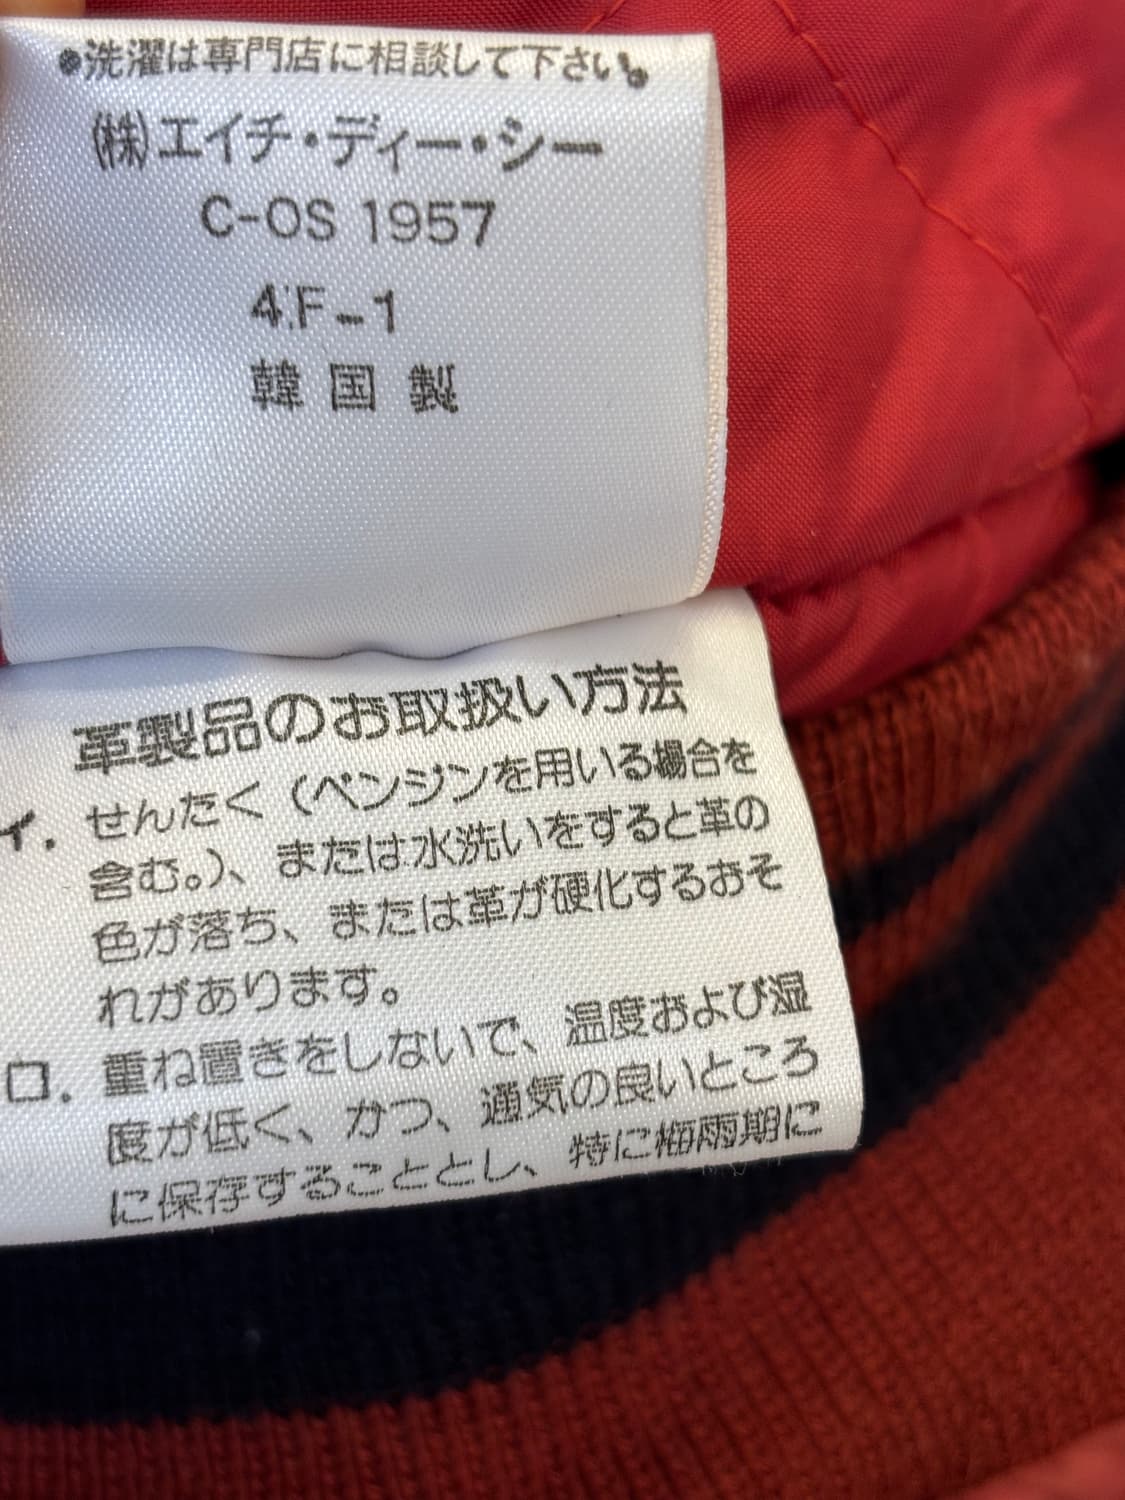 ●洗濯は専門店に相談して下さい。
(株)エイチ・ディー・シー
C-OS 1957
4:F-1
韓国製
革製品のお取扱い方法
イ. せんたく(ベンジンを用いる場合を
含む。)、または水洗いをすると革の
色が落ち、または革が硬化するおそ
れがあります。
ロ. 重ね置きをしないで、温度および湿
度が低く、かつ、通気の良いところ
に保存することとし、特に梅雨期に